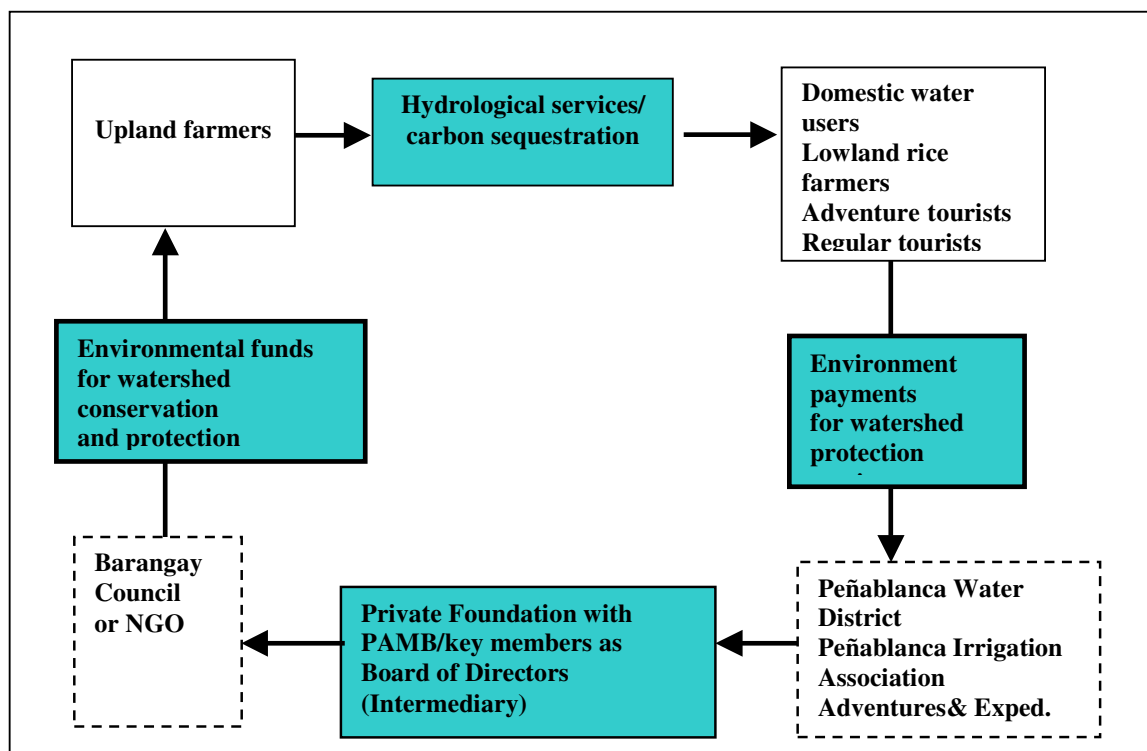 Upland farmers
Hydrological services/
carbon sequestration
Domestic water
users
Lowland rice
farmers
Adventure tourists
Regular tourists
Environmental funds
for watershed
conservation
and protection
Environment
payments
for watershed
protection
Barangay
Council
or NGO
Private Foundation with
PAMB/key members as
Board of Directors
(Intermediary)
Peñablanca Water
District
Peñablanca Irrigation
Association
Adventures& Exped.